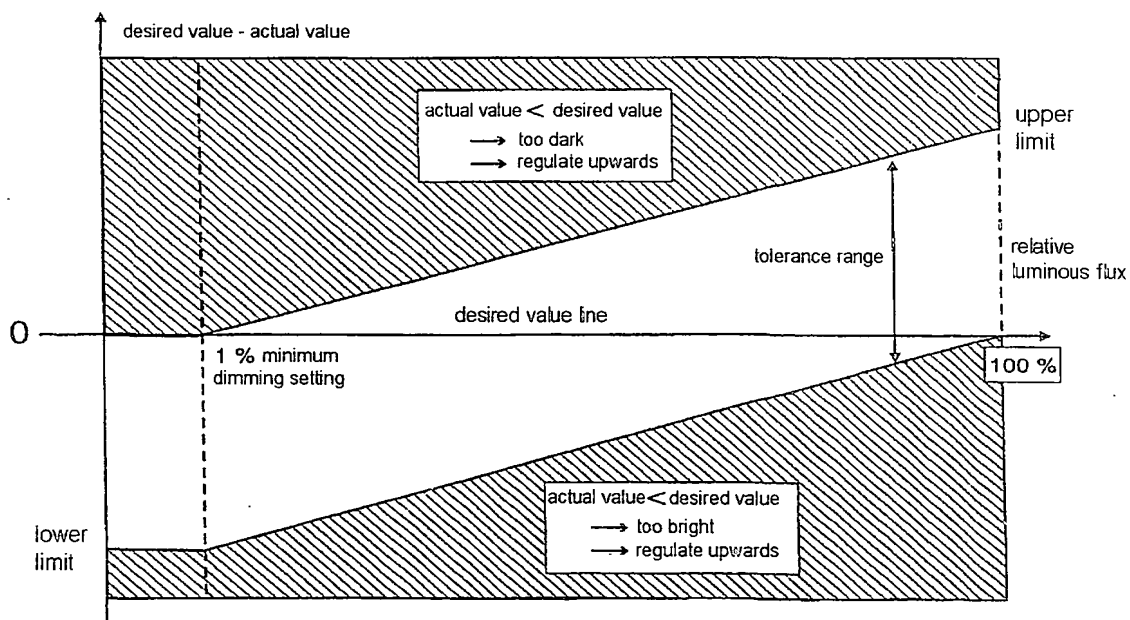 desired value - actual value
actual value < desired value
→ too dark
→ regulate upwards
upper
limit
tolerance range
relative
luminous flux
desired value line
0
1 % minimum
dimming setting
100 %
actual value < desired value
→ too bright
→ regulate upwards
lower
limit